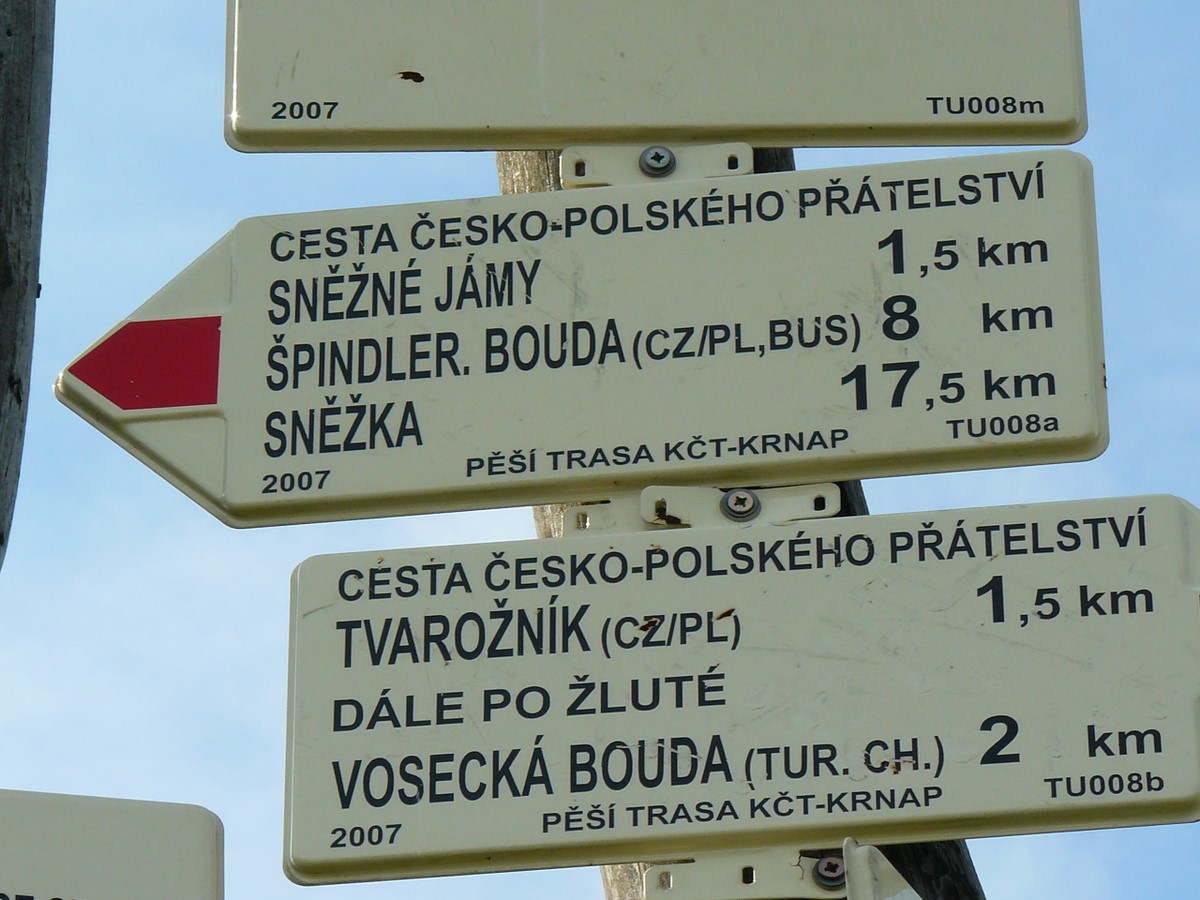 2007 TU008m
CESTA ČESKO-POLSKÉHO PŘÁTELSTVÍ
SNĚŽNÉ JÁMY 1,5 km
ŠPINDLER. BOUDA (CZ/PL,BUS) 8 km
SNĚŽKA 17,5 km
2007 PĚŠÍ TRASA KČT-KRNAP TU008a
CESTA ČESKO-POLSKÉHO PŘÁTELSTVÍ
TVAROŽNÍK (CZ/PL) 1,5 km
DÁLE PO ŽLUTÉ
VOSECKÁ BOUDA (TUR. CH.) 2 km
2007 PĚŠÍ TRASA KČT-KRNAP TU008b